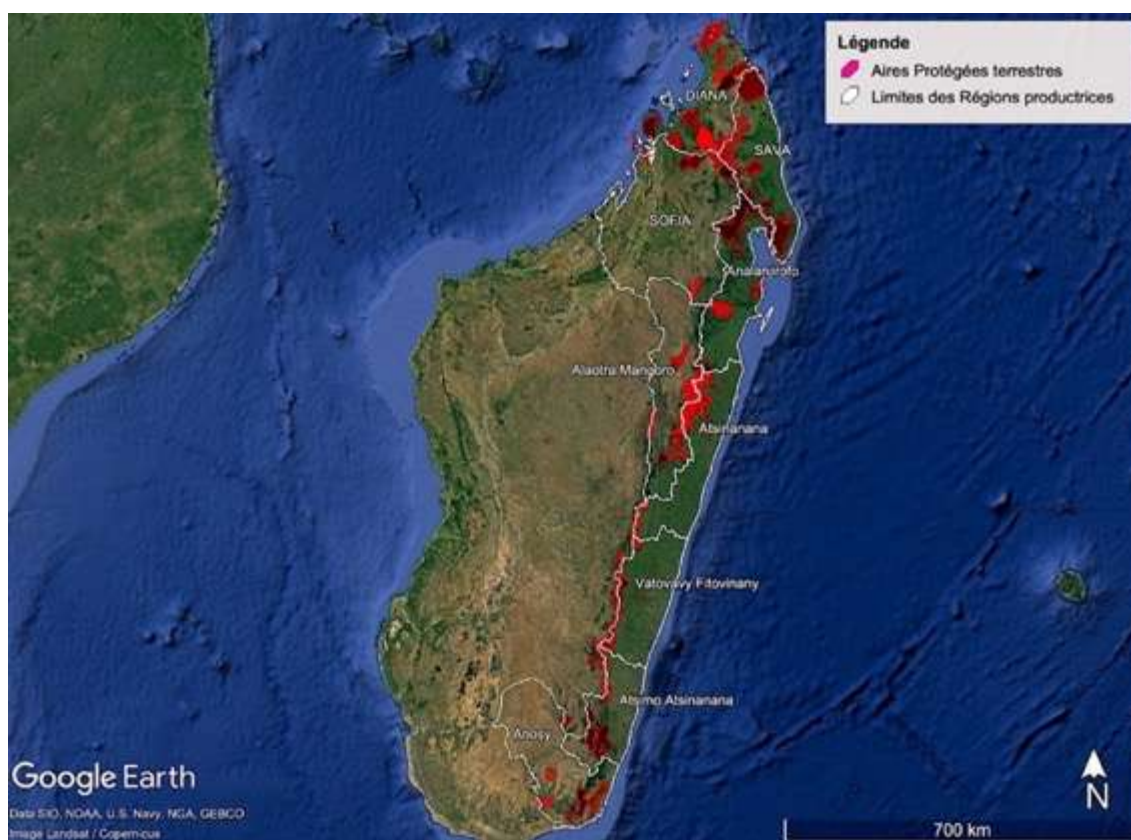 Légende
Aires Protégées terrestres
Limites des Régions productrices
DIANA
SAVA
SOFIA
Analanjirofo
Alaotra Mangoro
Atsinanana
Vatovavy Fitovinany
Atsimo Atsinanana
Anosy
Google Earth
Data SIO, NOAA, U.S. Navy, NGA, GEBCO
Image Landsat / Copernicus
N
700 km